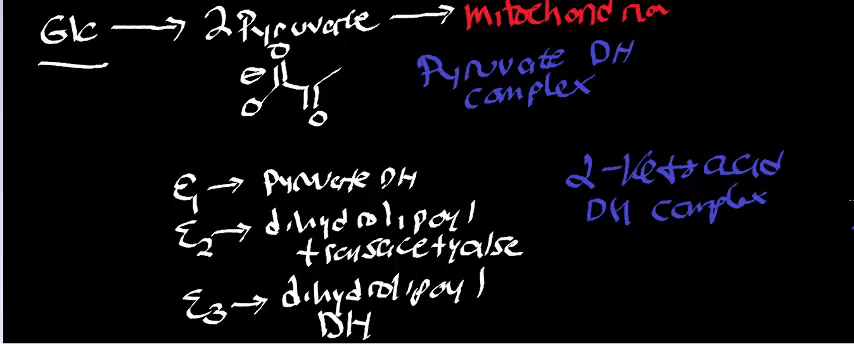 Glc → 2 Pyruvate → mitochondria
Pyruvate DH
complex
O
⊖
O
O
E1 → pyruvate DH
E2 → dihydrolipoyl
transacetyalse
E3 → dihydrolipoyl
DH
2-Keto acid
DH complex